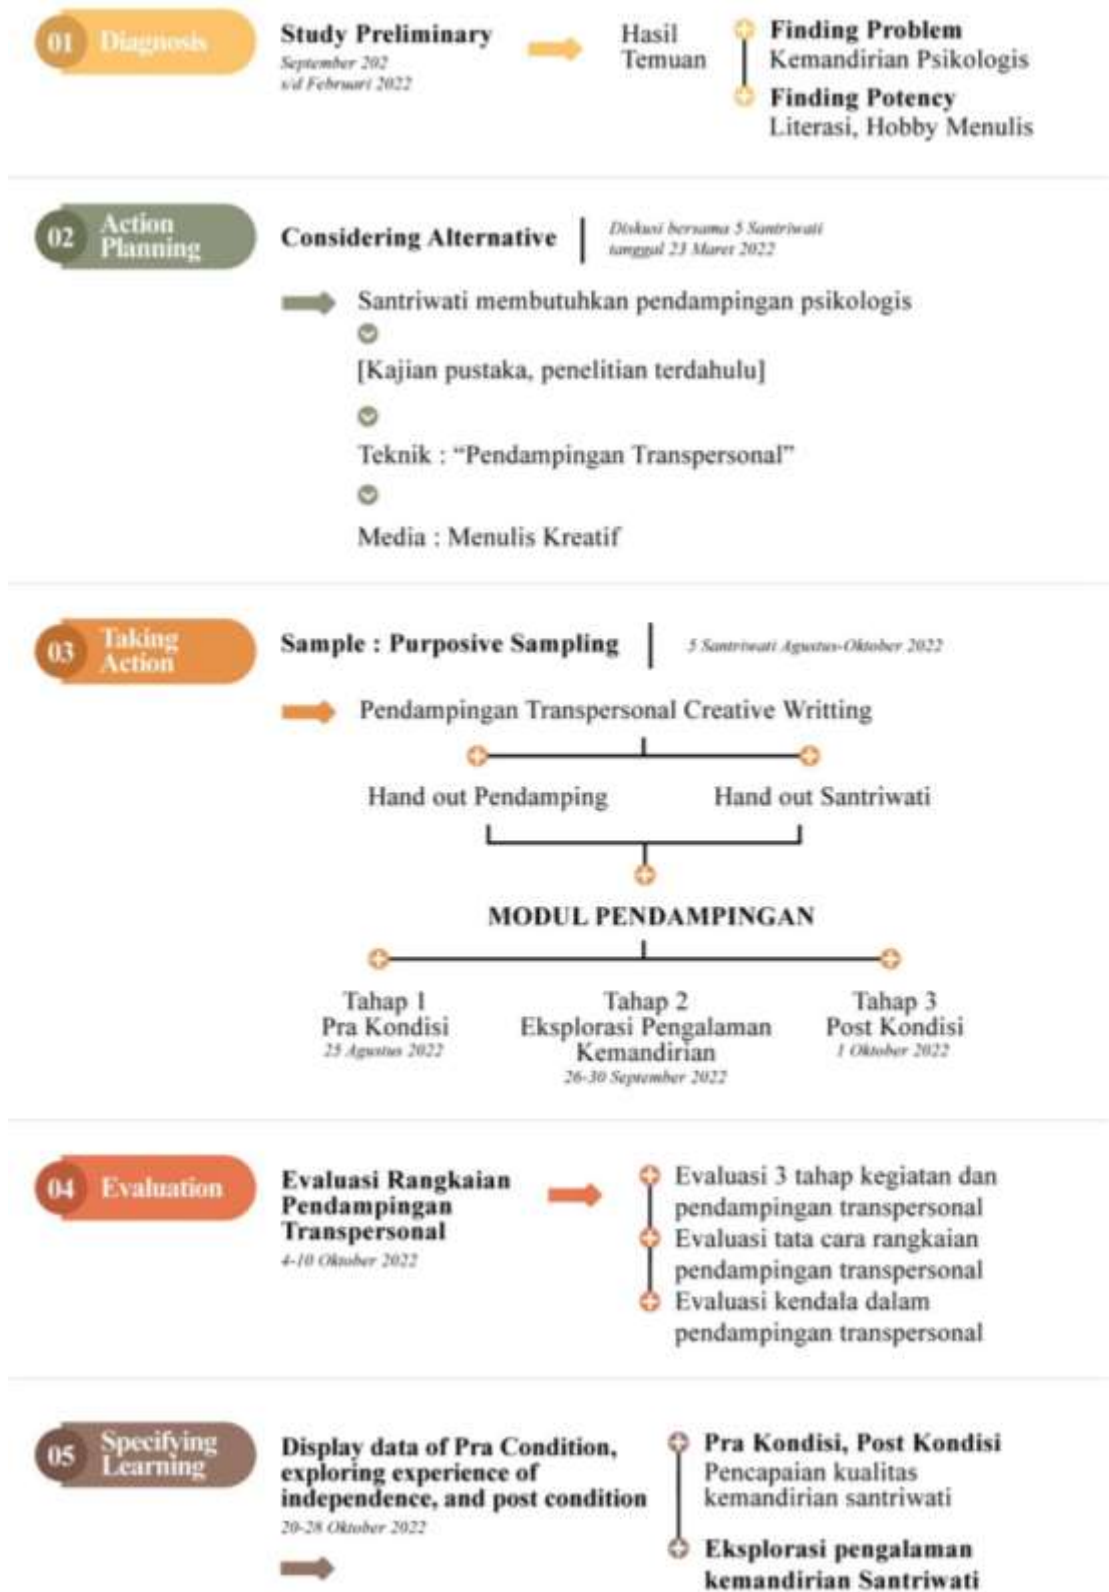 01 Diagnosis
Study Preliminary
September 202
s/d Februari 2022
Hasil
Temuan
Finding Problem
Kemandirian Psikologis
Finding Potency
Literasi, Hobby Menulis
02 Action
Planning
Considering Alternative
Diskusi bersama 5 Santriwati
tanggal 23 Maret 2022
Santriwati membutuhkan pendampingan psikologis
[Kajian pustaka, penelitian terdahulu]
Teknik : “Pendampingan Transpersonal”
Media : Menulis Kreatif
03 Taking
Action
Sample : Purposive Sampling
5 Santriwati Agustus-Oktober 2022
Pendampingan Transpersonal Creative Writting
Hand out Pendamping
Hand out Santriwati
MODUL PENDAMPINGAN
Tahap 1
Pra Kondisi
25 Agustus 2022
Tahap 2
Eksplorasi Pengalaman
Kemandirian
26-30 September 2022
Tahap 3
Post Kondisi
1 Oktober 2022
04 Evaluation
Evaluasi Rangkaian
Pendampingan
Transpersonal
4-10 Oktober 2022
Evaluasi 3 tahap kegiatan dan
pendampingan transpersonal
Evaluasi tata cara rangkaian
pendampingan transpersonal
Evaluasi kendala dalam
pendampingan transpersonal
05 Specifying
Learning
Display data of Pra Condition,
exploring experience of
independence, and post condition
20-28 Oktober 2022
Pra Kondisi, Post Kondisi
Pencapaian kualitas
kemandirian santriwati
Eksplorasi pengalaman
kemandirian Santriwati